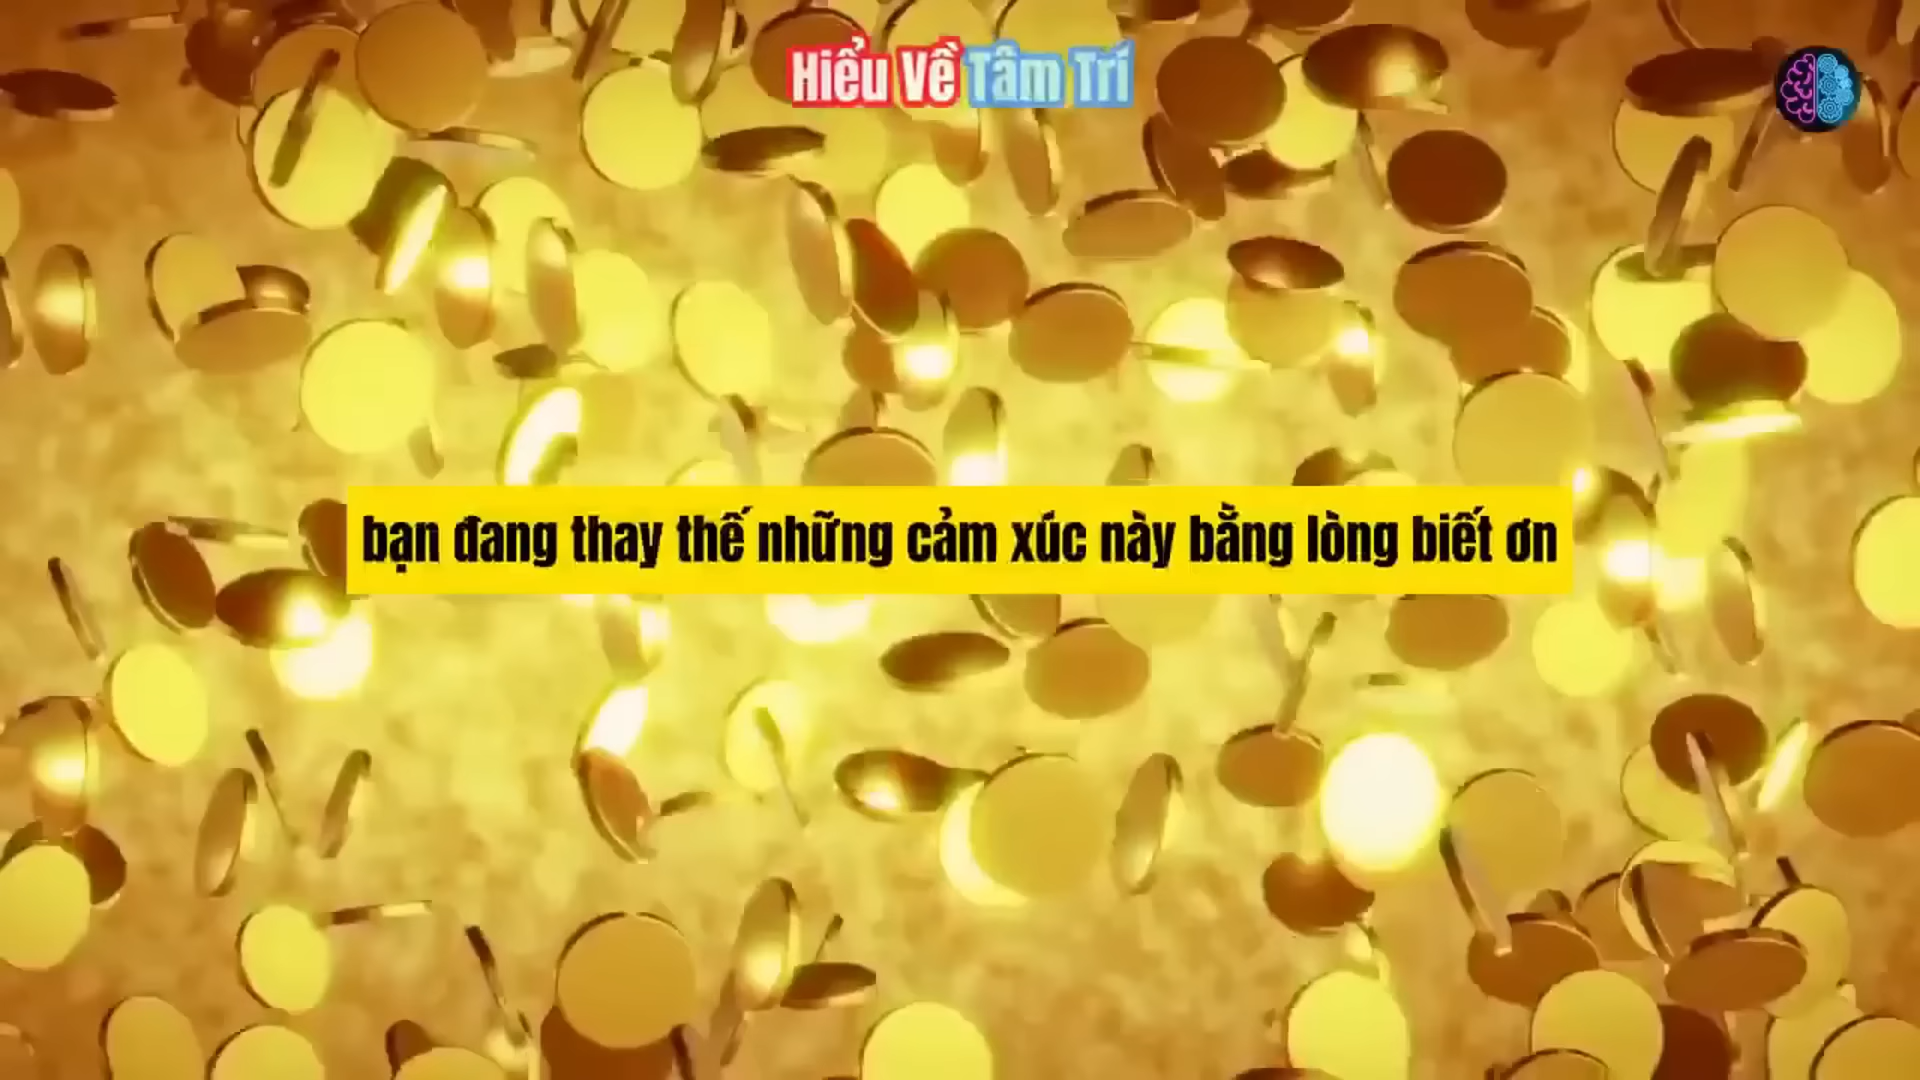 Hiểu Về Tâm Trí
bạn đang thay thế những cảm xúc này bằng lòng biết ơn